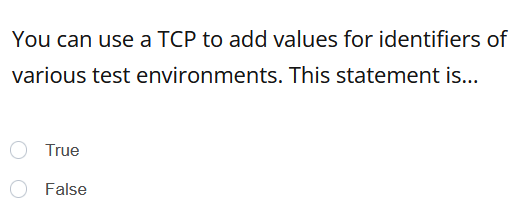 You can use a TCP to add values for identifiers of
various test environments. This statement is...
True
False